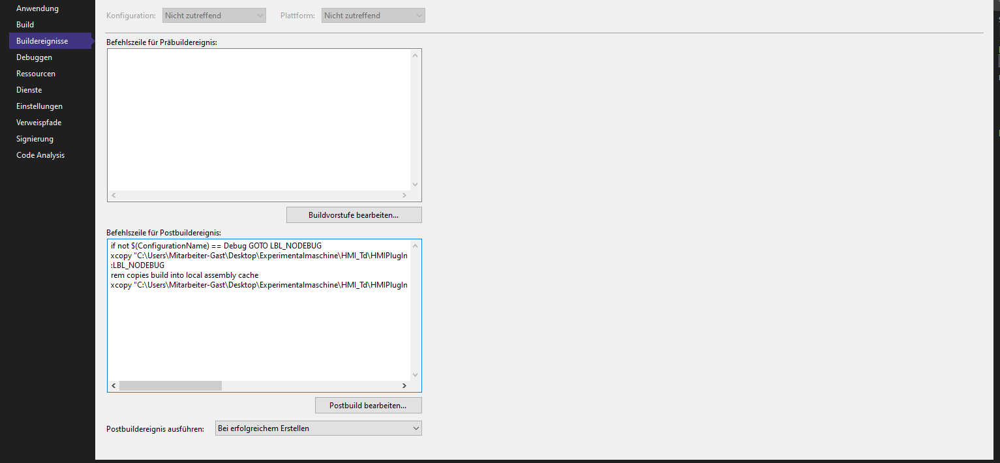 Anwendung
Build
Buildereignisse
Debuggen
Ressourcen
Dienste
Einstellungen
Verweispfade
Signierung
Code Analysis
Konfiguration: Nicht zutreffend Plattform: Nicht zutreffend
Befehlszeile für Präbuildereignis:
Buildvorstufe bearbeiten...
Befehlszeile für Postbuildereignis:
if not $(ConfigurationName) == Debug GOTO LBL_NODEBUG
xcopy "C:\Users\Mitarbeiter-Gast\Desktop\Experimentalmaschine\HMI_Td\HMIPlugIn
:LBL_NODEBUG
rem copies build into local assembly cache
xcopy "C:\Users\Mitarbeiter-Gast\Desktop\Experimentalmaschine\HMI_Td\HMIPlugIn
Postbuild bearbeiten...
Postbuildereignis ausführen: Bei erfolgreichem Erstellen